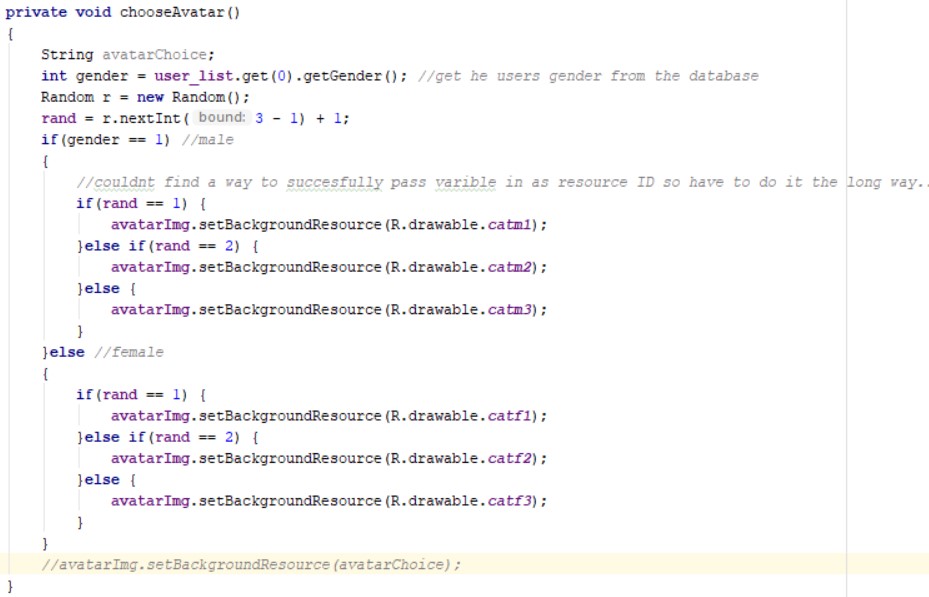 private void chooseAvatar()
{
String avatarChoice;
int gender = user_list.get(0).getGender(); //get he users gender from the database
Random r = new Random();
rand = r.nextInt( bound: 3 - 1) + 1;
if(gender == 1) //male
{
//couldnt find a way to succesfully pass varible in as resource ID so have to do it the long way..
if(rand == 1) {
avatarImg.setBackgroundResource(R.drawable.catm1);
}else if(rand == 2) {
avatarImg.setBackgroundResource(R.drawable.catm2);
}else {
avatarImg.setBackgroundResource(R.drawable.catm3);
}
}else //female
{
if(rand == 1) {
avatarImg.setBackgroundResource(R.drawable.catf1);
}else if(rand == 2) {
avatarImg.setBackgroundResource(R.drawable.catf2);
}else {
avatarImg.setBackgroundResource(R.drawable.catf3);
}
}
//avatarImg.setBackgroundResource(avatarChoice);
}